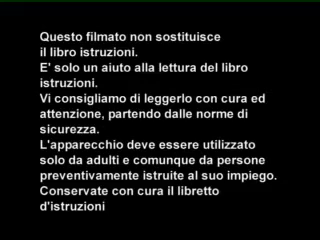 Questo filmato non sostituisce
il libro istruzioni.
E' solo un aiuto alla lettura del libro
istruzioni.
Vi consigliamo di leggerlo con cura ed
attenzione, partendo dalle norme di
sicurezza.
L'apparecchio deve essere utilizzato
solo da adulti e comunque da persone
preventivamente istruite al suo impiego.
Conservate con cura il libretto
d'istruzioni